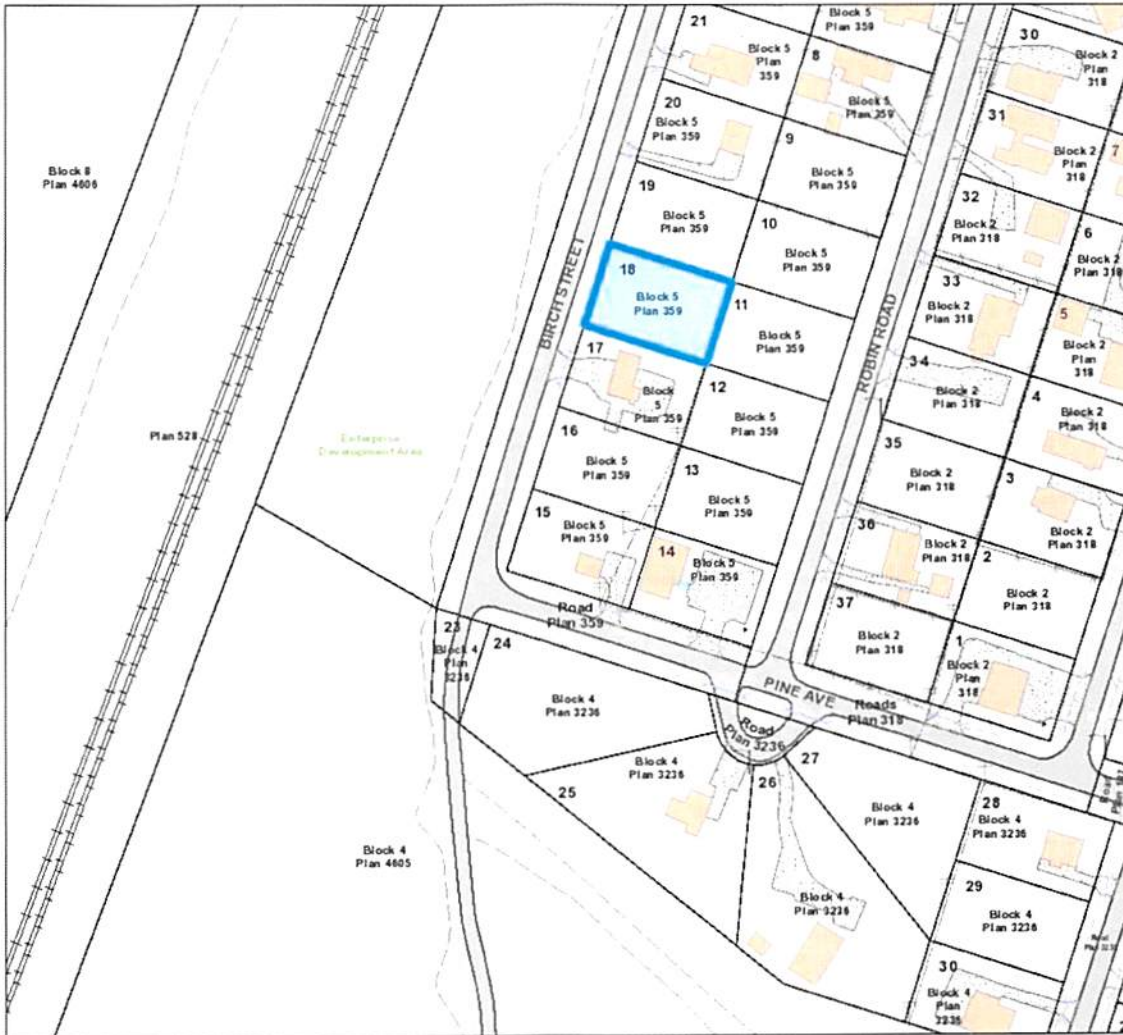 21
Block 5
Plan
359
Block 5
Plan 359
8
Block 5
Plan 359
30
Block 2
Plan
318
20
Block 5
Plan 359
9
Block 5
Plan 359
31
Block 2
Plan
318
7
Block 8
Plan 4606
19
Block 5
Plan 359
10
Block 5
Plan 359
32
Block 2
Plan 318
6
Block 2
Plan 318
18
Block 5
Plan 359
11
Block 5
Plan 359
33
Block 2
Plan 318
5
Block 2
Plan
318
BIRCH STREET
ROBIN ROAD
17
Block
5
Plan 359
12
Block 5
Plan 359
34
Block 2
Plan 318
4
Block 2
Plan 318
Plan 528
Enterprise
Development Area
16
Block 5
Plan 359
13
Block 5
Plan 359
35
Block 2
Plan 318
3
Block 2
Plan 318
15
Block 5
Plan 359
14
Block 5
Plan 359
36
Block 2
Plan 318
2
Block 2
Plan 318
Road
Plan 359
37
Block 2
Plan 318
1
Block 2
Plan
318
23
Block 4
Plan
3236
24
Block 4
Plan 3236
PINE AVE
Roads
Plan 318
Road
Plan 3236
25
Block 4
Plan 3236
26
27
Block 4
Plan 3236
28
Block 4
Plan 3236
Road
Block 4
Plan 4605
Block 4
Plan 3236
29
Block 4
Plan 3236
Road
30
Block 4
Plan
3236